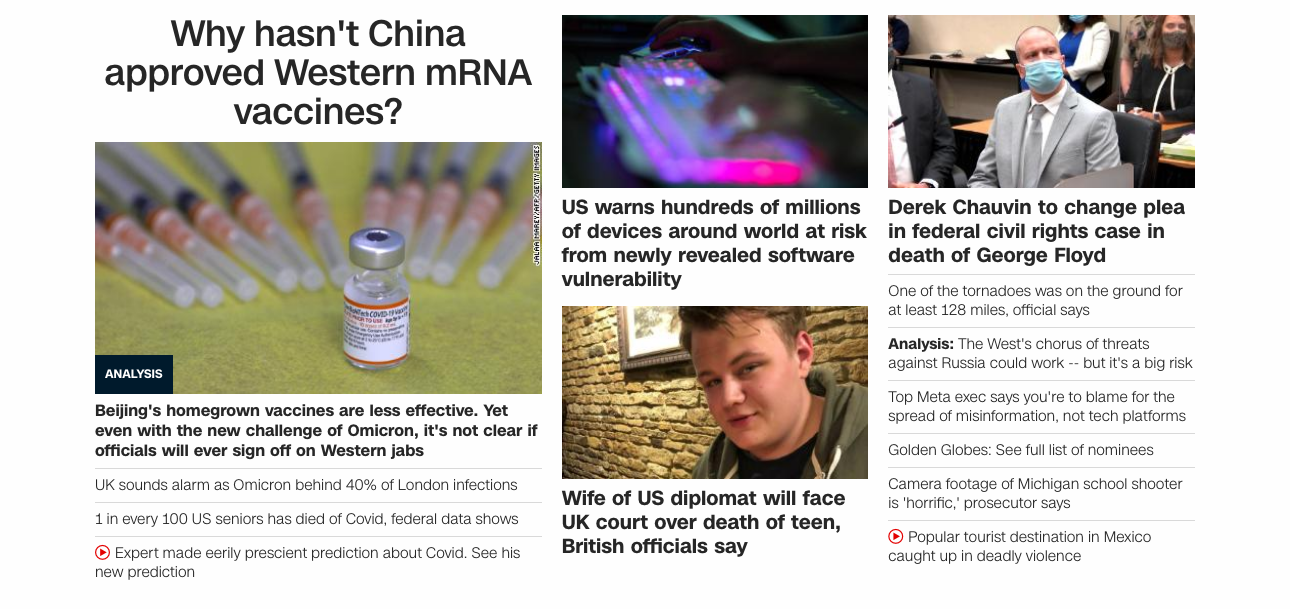 Why hasn't China
approved Western mRNA
vaccines?
JALAA MAREY/AFP/GETTY IMAGES
COVID-19 Vaccine
ANALYSIS
Beijing's homegrown vaccines are less effective. Yet
even with the new challenge of Omicron, it's not clear if
officials will ever sign off on Western jabs
UK sounds alarm as Omicron behind 40% of London infections
1 in every 100 US seniors has died of Covid, federal data shows
Expert made eerily prescient prediction about Covid. See his
new prediction
US warns hundreds of millions
of devices around world at risk
from newly revealed software
vulnerability
Wife of US diplomat will face
UK court over death of teen,
British officials say
Derek Chauvin to change plea
in federal civil rights case in
death of George Floyd
One of the tornadoes was on the ground for
at least 128 miles, official says
Analysis: The West's chorus of threats
against Russia could work -- but it's a big risk
Top Meta exec says you're to blame for the
spread of misinformation, not tech platforms
Golden Globes: See full list of nominees
Camera footage of Michigan school shooter
is 'horrific,' prosecutor says
Popular tourist destination in Mexico
caught up in deadly violence